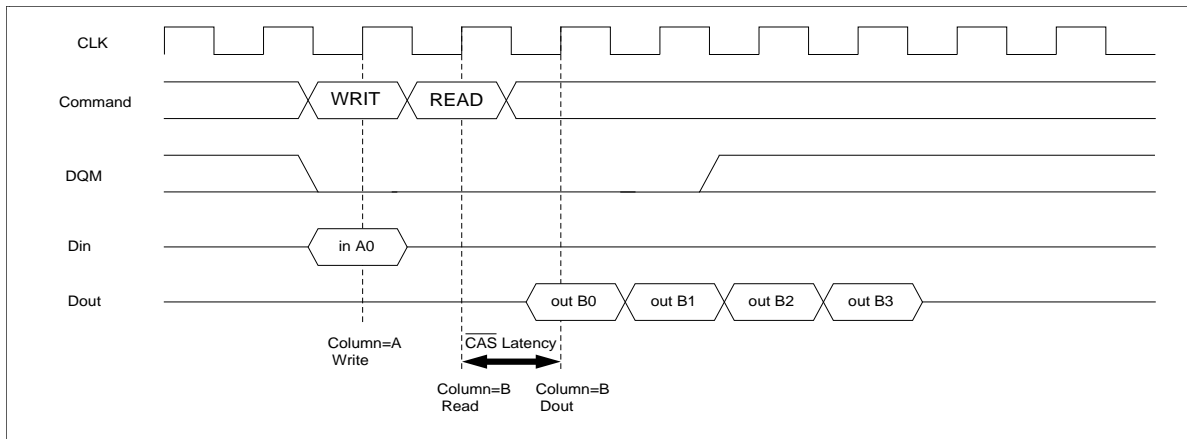 CLK
Command WRIT READ
DQM
Din in A0
Dout out B0 out B1 out B2 out B3
Column=A
Write
CAS Latency
Column=B
Read
Column=B
Dout